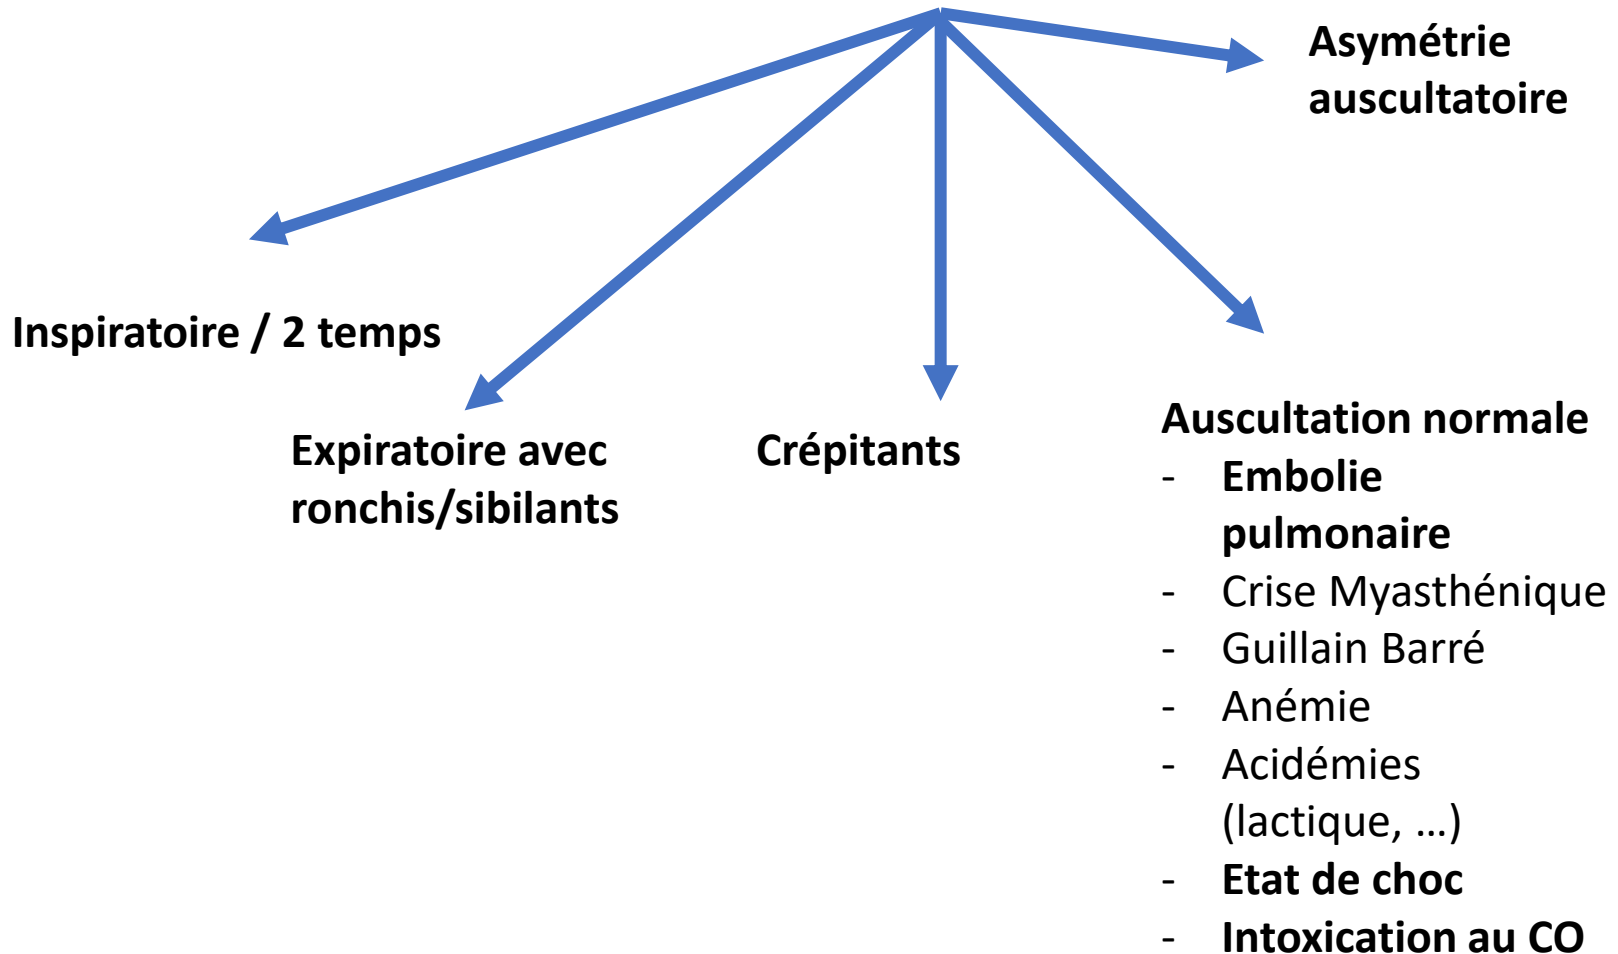 Asymétrie
auscultatoire
Inspiratoire / 2 temps
Expiratoire avec
ronchis/sibilants
Crépitants
Auscultation normale
- Embolie
pulmonaire
- Crise Myasthénique
- Guillain Barré
- Anémie
- Acidémies
(lactique, …)
- Etat de choc
- Intoxication au CO